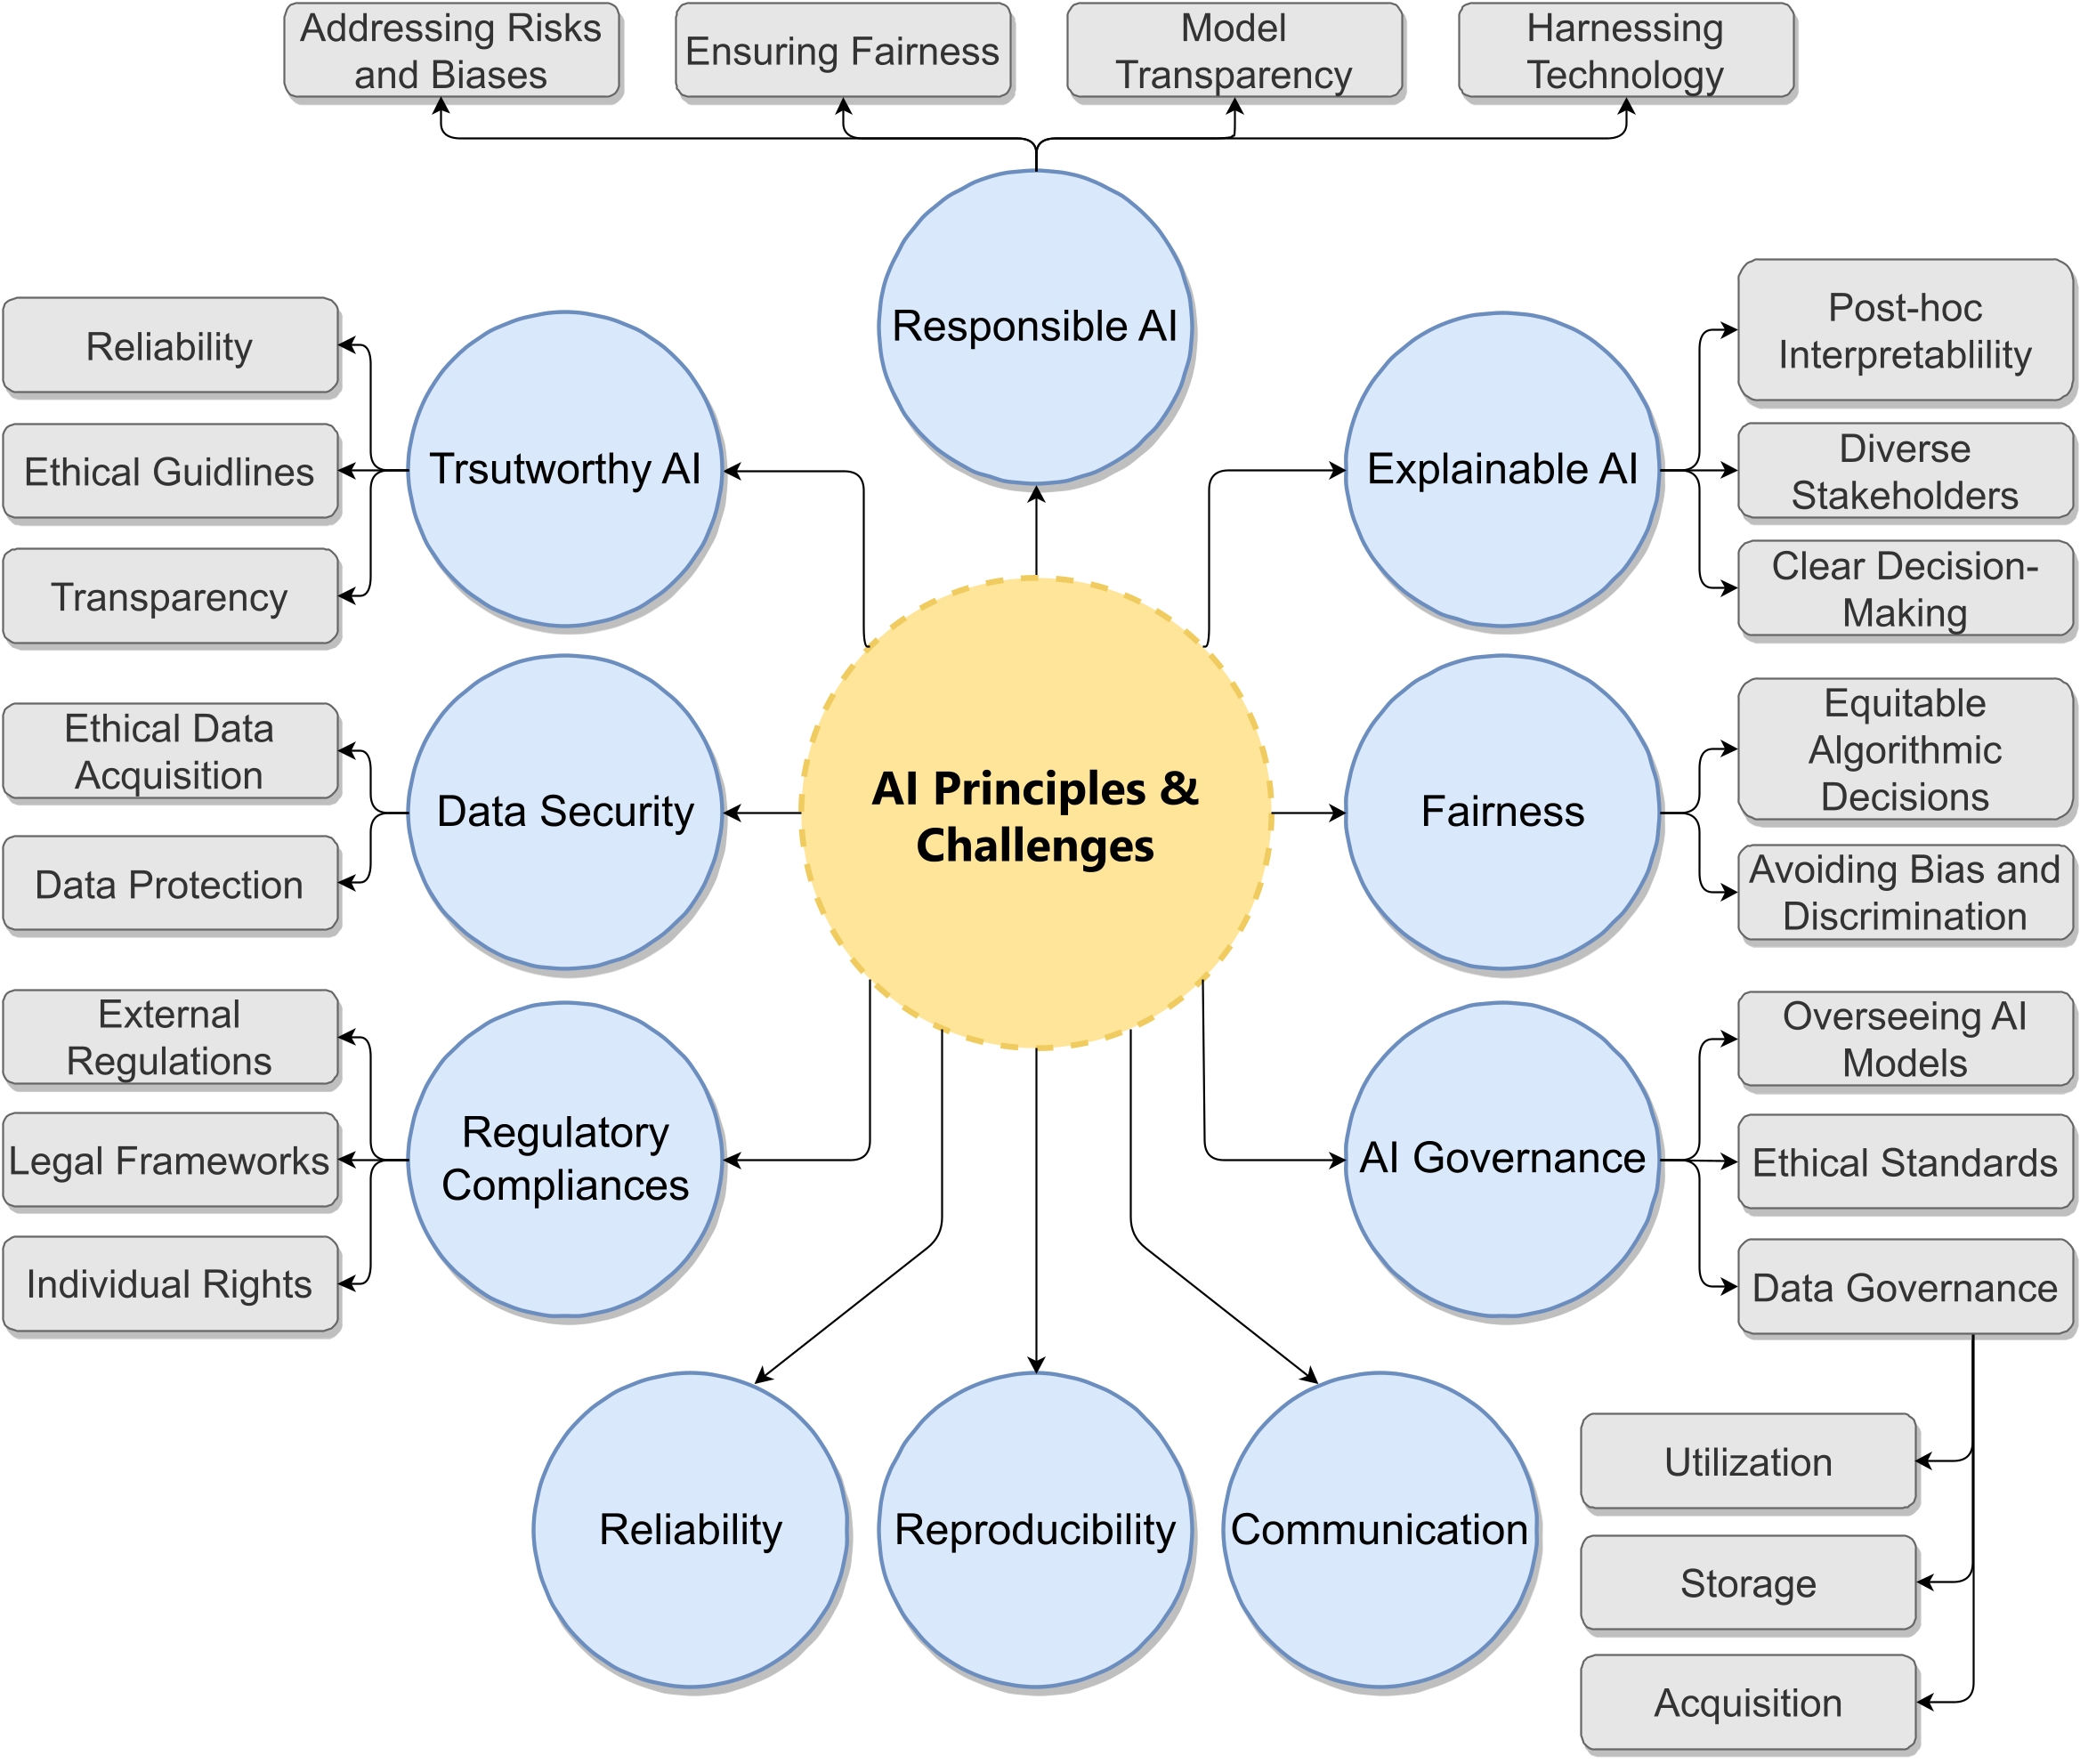 Addressing Risks
and Biases
Ensuring Fairness
Model
Transparency
Harnessing
Technology
Responsible AI
Reliability
Ethical Guidlines
Transparency
Trsutworthy AI
Explainable AI
Post-hoc
Interpretablility
Diverse
Stakeholders
Clear Decision-
Making
Ethical Data
Acquisition
Data Protection
Data Security
AI Principles &
Challenges
Fairness
Equitable
Algorithmic
Decisions
Avoiding Bias and
Discrimination
External
Regulations
Legal Frameworks
Individual Rights
Regulatory
Compliances
AI Governance
Overseeing AI
Models
Ethical Standards
Data Governance
Reliability
Reproducibility
Communication
Utilization
Storage
Acquisition